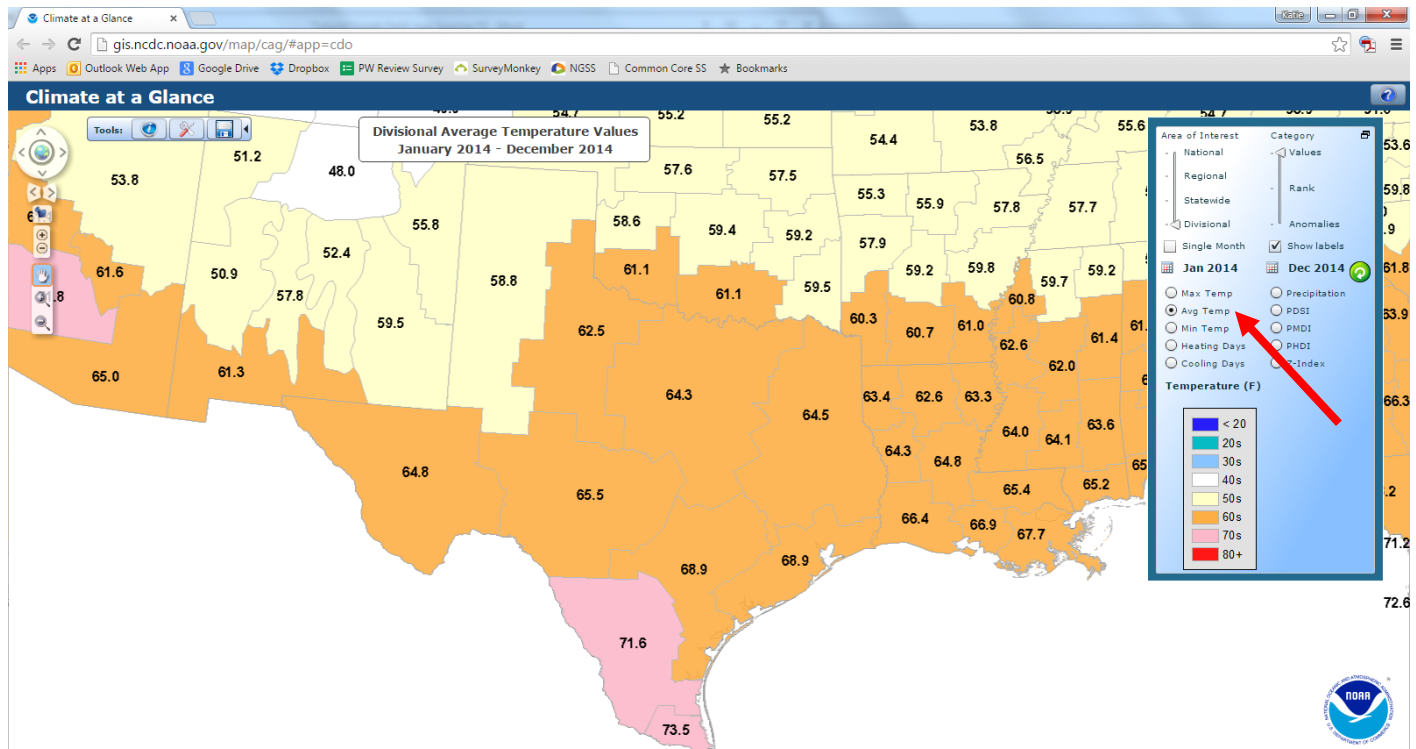 Climate at a Glance
Katie
gis.ncdc.noaa.gov/map/cag/#app=cdo
Apps Outlook Web App Google Drive Dropbox PW Review Survey SurveyMonkey NGSS Common Core SS Bookmarks
Climate at a Glance
Tools:
Divisional Average Temperature Values
January 2014 - December 2014
55.2 55.2 53.8 55.6
54.4
51.2 56.5 53.6
53.8 48.0 57.6 57.5
55.3 55.9 57.8 57.7 59.8
55.8 58.6 59.4 59.2
52.4 57.9
61.6 50.9 58.8 61.1 59.2 59.8 59.7 59.2 61.8
57.8 61.1 59.5 60.8
59.5 62.5 60.3 60.7 61.0 62.6 61.4 63.9
65.0 61.3 62.0
64.3 64.5 63.4 62.6 63.3 66.3
64.0 64.1 63.6
64.8 64.3 64.8
65.5 65.4 65.2
66.4 66.9 67.7
68.9 68.9 71.2
72.6
71.6
73.5
Area of Interest Category
National Values
Regional
Rank
Statewide
Divisional Anomalies
Single Month Show labels
Jan 2014 Dec 2014
Max Temp Precipitation
Avg Temp PDSI
Min Temp PMDI
Heating Days PHDI
Cooling Days Z-Index
Temperature (F)
< 20
20s
30s
40s
50s
60s
70s
80+
NOAA